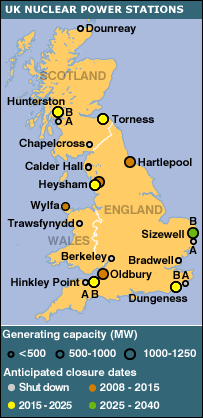 UK NUCLEAR POWER STATIONS
Dounreay
SCOTLAND
Hunterston
B
A
Torness
Chapelcross
Calder Hall
Hartlepool
Heysham
Wylfa
ENGLAND
Trawsfynydd
B
Sizewell
A
WALES
Berkeley
Bradwell
Oldbury
Hinkley Point
A B
B A
Dungeness
Generating capacity (MW)
<500 500-1000 1000-1250
Anticipated closure dates
Shut down 2008 - 2015
2015 - 2025 2025 - 2040